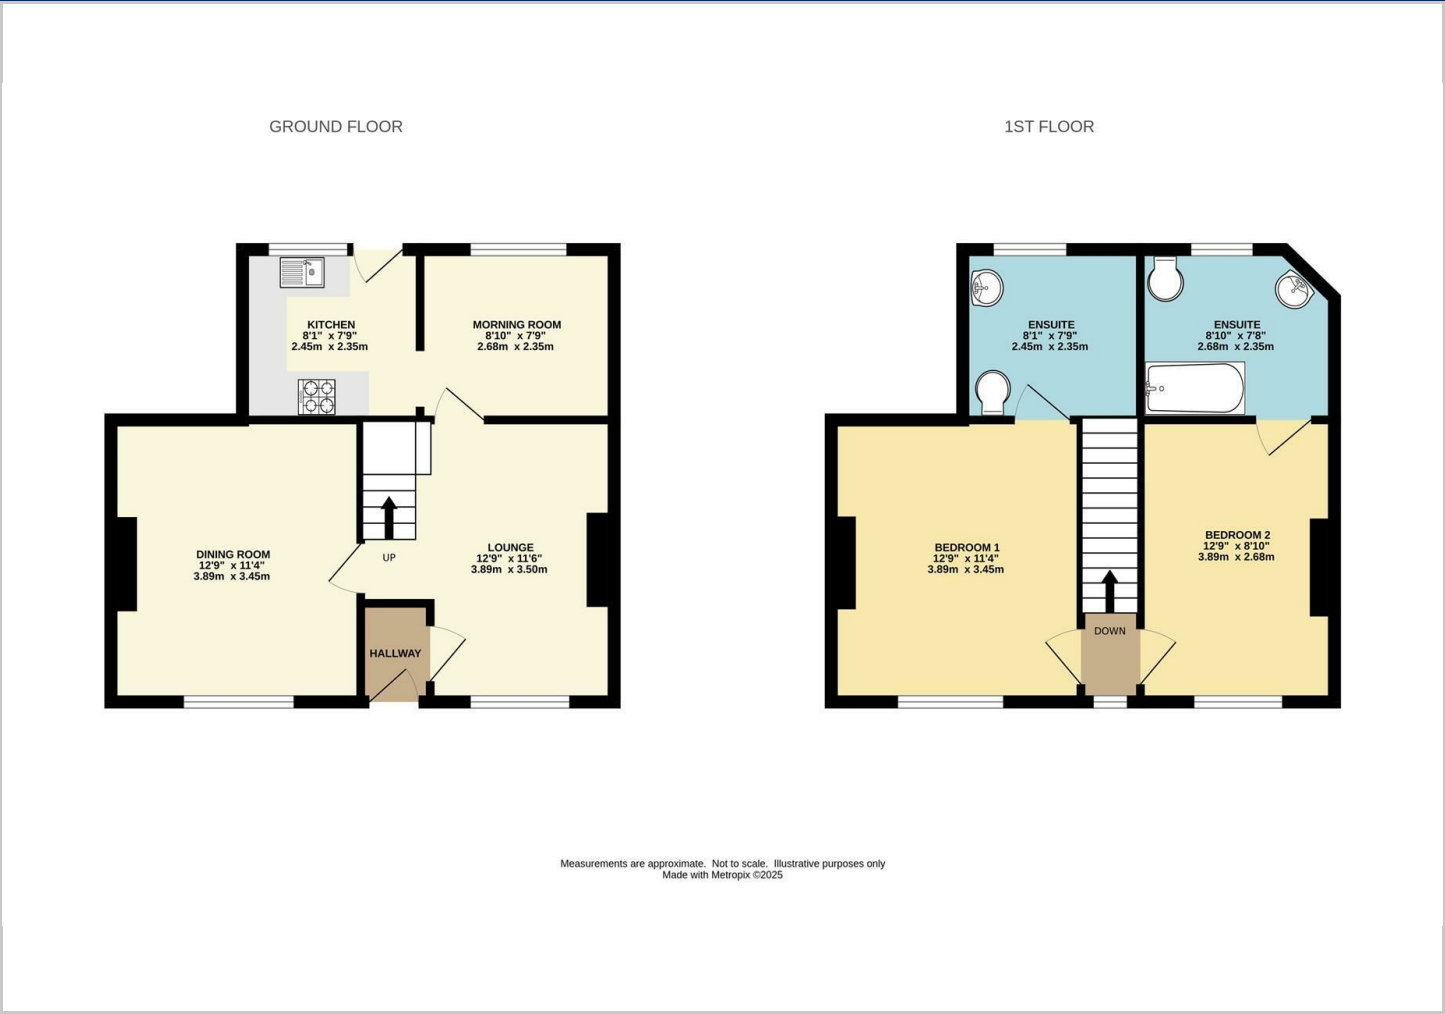 GROUND FLOOR
1ST FLOOR
KITCHEN
8'1" x 7'9"
2.45m x 2.35m
MORNING ROOM
8'10" x 7'9"
2.68m x 2.35m
DINING ROOM
12'9" x 11'4"
3.89m x 3.45m
UP
LOUNGE
12'9" x 11'6"
3.89m x 3.50m
HALLWAY
ENSUITE
8'1" x 7'9"
2.45m x 2.35m
ENSUITE
8'10" x 7'8"
2.68m x 2.35m
BEDROOM 1
12'9" x 11'4"
3.89m x 3.45m
BEDROOM 2
12'9" x 8'10"
3.89m x 2.68m
DOWN
Measurements are approximate. Not to scale. Illustrative purposes only
Made with Metropix ©2025